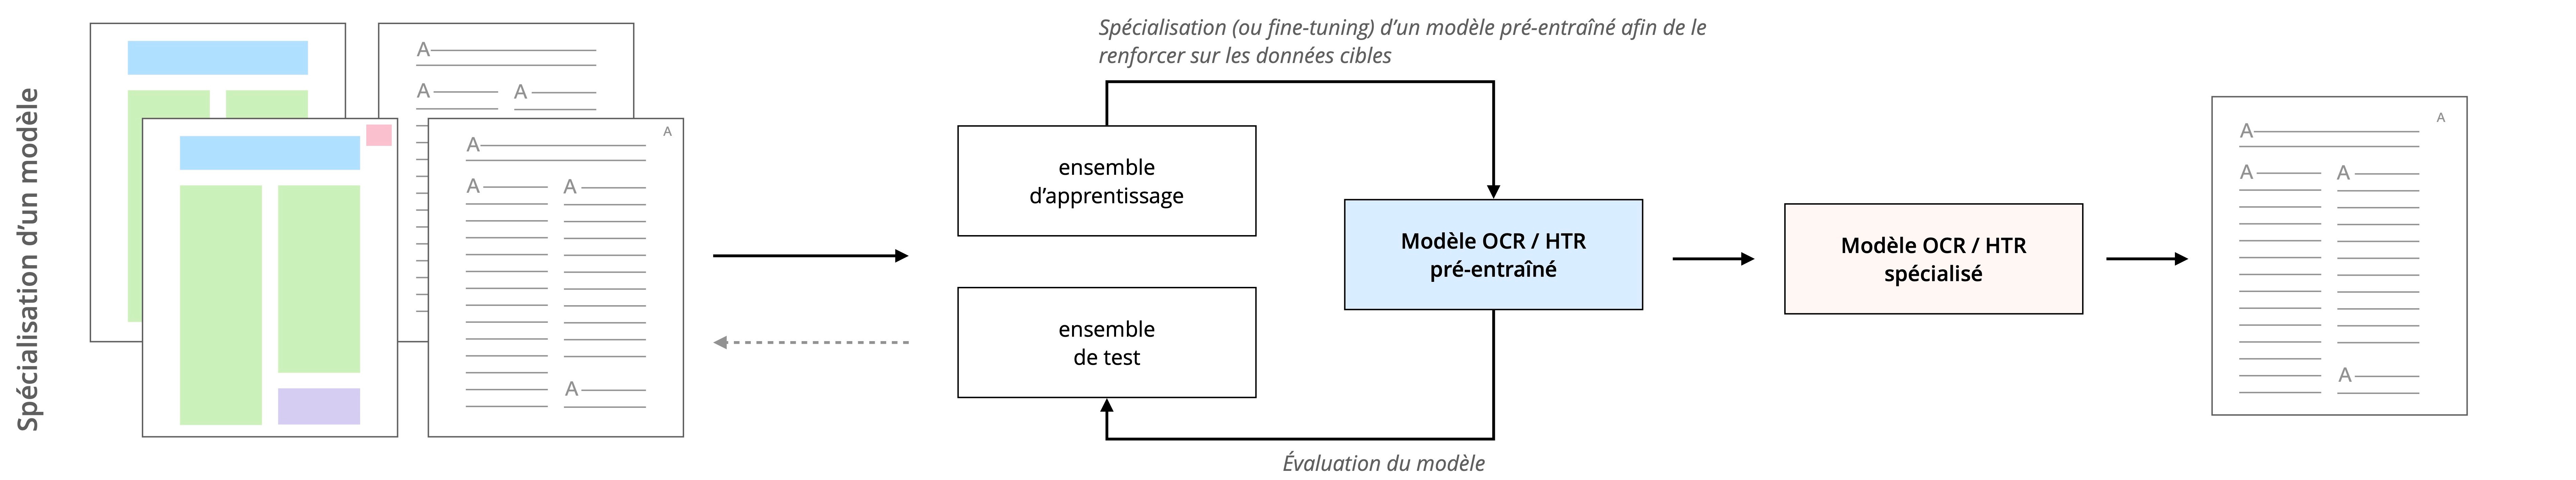 Spécialisation d'un modèle
A
A A
A
A
A A
A
Spécialisation (ou fine-tuning) d'un modèle pré-entraîné afin de le
renforcer sur les données cibles
ensemble
d'apprentissage
ensemble
de test
Modèle OCR / HTR
pré-entraîné
Évaluation du modèle
Modèle OCR / HTR
spécialisé
A
A
A A
A